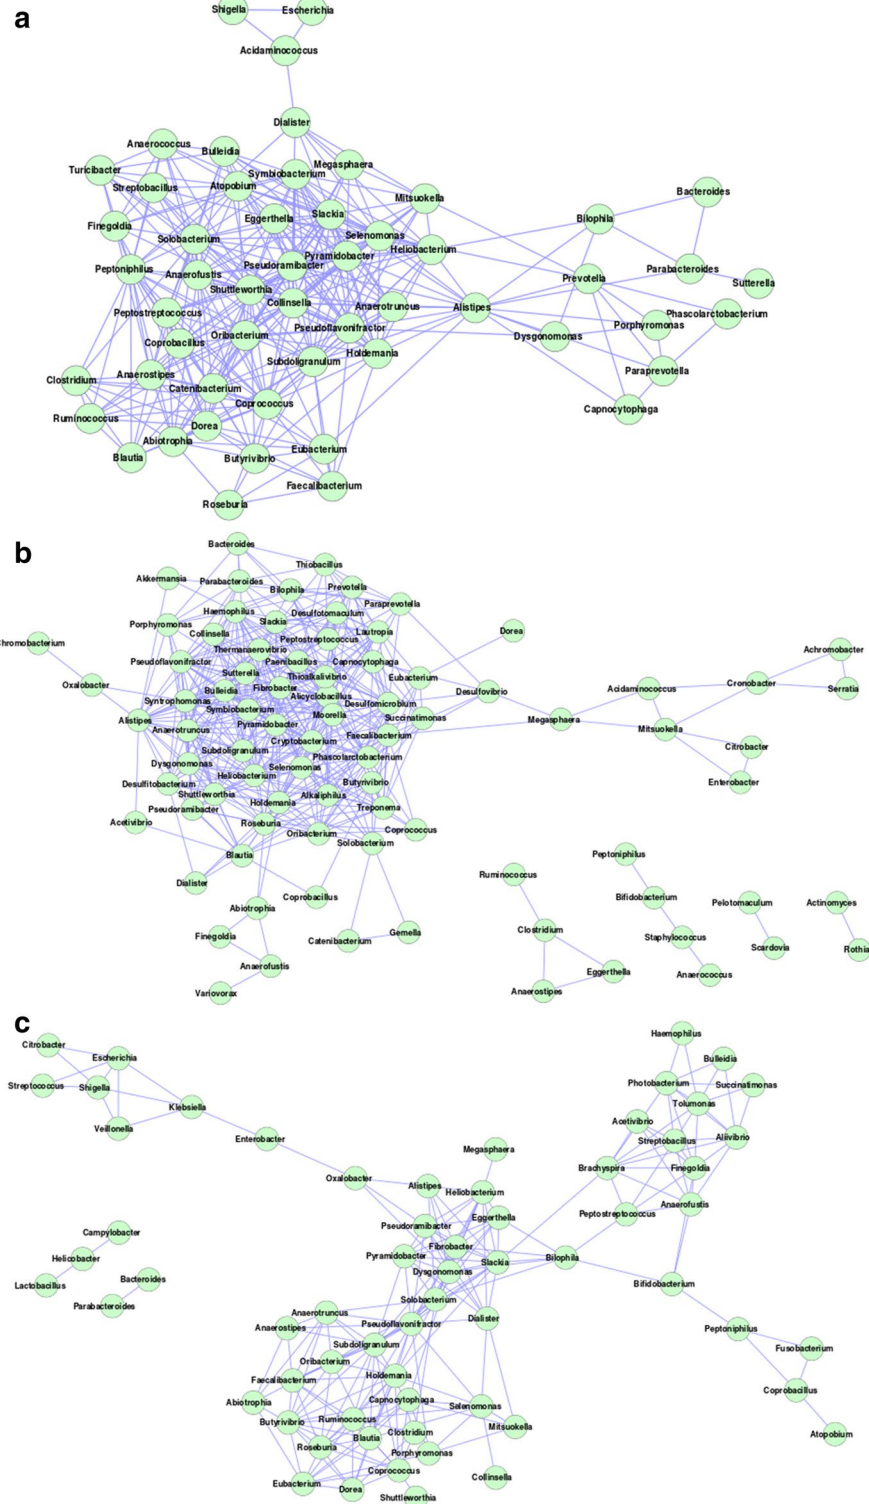 a
Shigella
Escherichia
Acidaminococcus
Dialister
Anaerococcus
Bulleidia
Turicibacter
Megasphaera
Symbiobacterium
Streptobacillus
Atopobium
Mitsuokella
Bacteroides
Eggerthella
Slackia
Bilophila
Finegoldia
Solobacterium
Selenomonas
Heliobacterium
Pyramidobacter
Peptoniphilus
Anaerofustis
Pseudoramibacter
Prevotella
Parabacteroides
Sutterella
Shuttleworthia
Collinsella
Anaerotruncus
Alistipes
Peptostreptococcus
Phascolarctobacterium
Pseudoflavonifractor
Porphyromonas
Oribacterium
Dysgonomonas
Coprobacillus
Holdemania
Subdoligranulum
Paraprevotella
Clostridium
Anaerostipes
Catenibacterium
Coprococcus
Capnocytophaga
Ruminococcus
Dorea
Abiotrophia
Eubacterium
Blautia
Butyrivibrio
Faecalibacterium
Roseburia
b
Bacteroides
Thiobacillus
Akkermansia
Parabacteroides
Bilophila
Prevotella
Paraprevotella
Haemophilus
Desulfotomaculum
Porphyromonas
Slackia
Collinsella
Lautropia
Dorea
Peptostreptococcus
hromobacterium
Thermanaerovibrio
Achromobacter
Pseudoflavonifractor
Paenibacillus
Capnocytophaga
Sutterella
Thioalkalivibrio
Eubacterium
Oxalobacter
Cronobacter
Bulleidia
Fibrobacter
Acidaminococcus
Serratia
Desulfovibrio
Alicyclobacillus
Syntrophomonas
Desulfomicrobium
Symbiobacterium
Moorella
Succinatimonas
Alistipes
Megasphaera
Pyramidobacter
Anaerotruncus
Mitsuokella
Faecalibacterium
Cryptobacterium
Citrobacter
Subdoligranulum
Phascolarctobacterium
Dysgonomonas
Selenomonas
Heliobacterium
Enterobacter
Desulfitobacterium
Butyrivibrio
Shuttleworthia
Alkaliphilus
Holdemania
Pseudoramibacter
Treponema
Acetivibrio
Roseburia
Coprococcus
Oribacterium
Solobacterium
Blautia
Peptoniphilus
Ruminococcus
Dialister
Coprobacillus
Bifidobacterium
Pelotomaculum
Actinomyces
Abiotrophia
Clostridium
Finegoldia
Gemella
Catenibacterium
Staphylococcus
Scardovia
Rothia
Anaerofustis
Eggerthella
Anaerococcus
Anaerostipes
Variovorax
c
Haemophilus
Citrobacter
Escherichia
Bulleidia
Streptococcus
Shigella
Photobacterium
Succinatimonas
Tolumonas
Klebsiella
Acetivibrio
Veillonella
Enterobacter
Streptobacillus
Aliivibrio
Megasphaera
Brachyspira
Finegoldia
Oxalobacter
Alistipes
Heliobacterium
Anaerofustis
Peptostreptococcus
Eggerthella
Pseudoramibacter
Campylobacter
Fibrobacter
Pyramidobacter
Helicobacter
Slackia
Bilophila
Dysgonomonas
Bacteroides
Lactobacillus
Bifidobacterium
Solobacterium
Parabacteroides
Anaerotruncus
Dialister
Pseudoflavonifractor
Anaerostipes
Peptoniphilus
Subdoligranulum
Fusobacterium
Oribacterium
Holdemania
Faecalibacterium
Coprobacillus
Capnocytophaga
Abiotrophia
Selenomonas
Ruminococcus
Butyrivibrio
Mitsuokella
Clostridium
Atopobium
Blautia
Roseburia
Porphyromonas
Coprococcus
Collinsella
Eubacterium
Dorea
Shuttleworthia